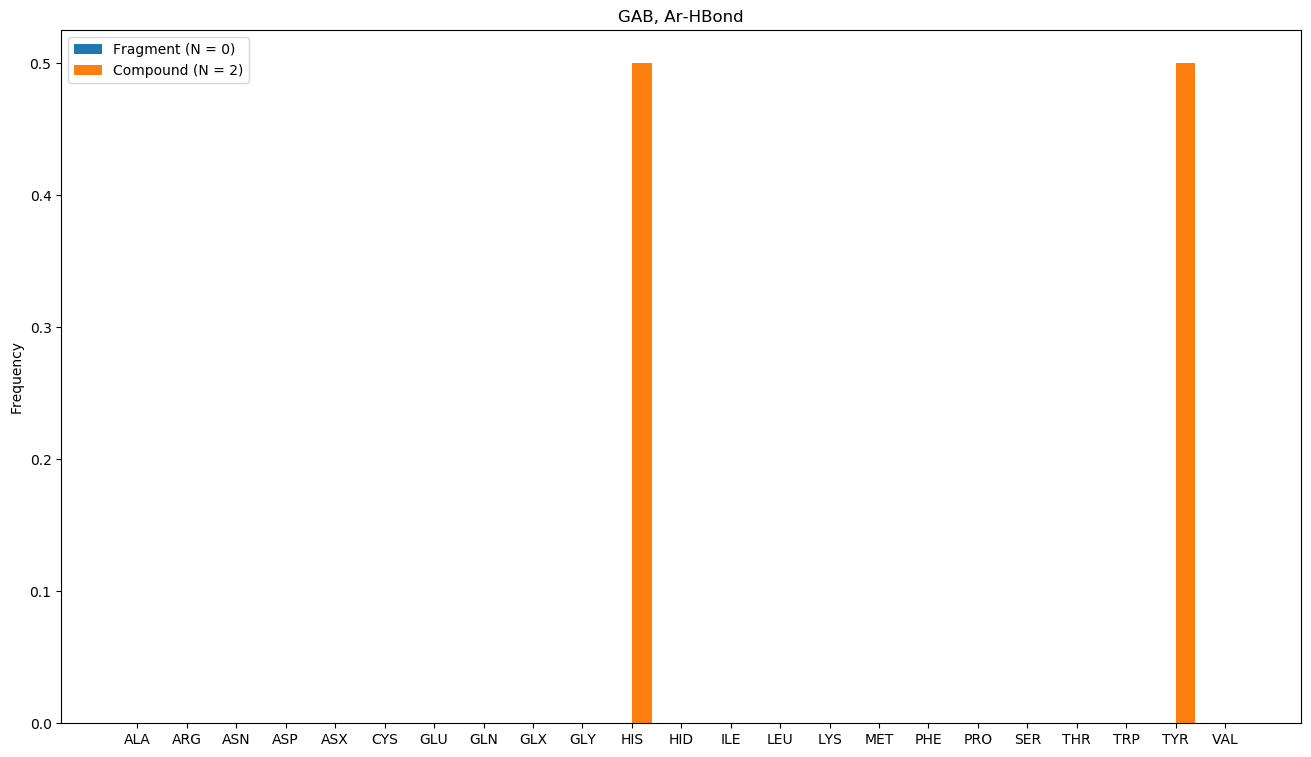 GAB, Ar-HBond
Fragment (N = 0)
Compound (N = 2)
Frequency
0.5
0.4
0.3
0.2
0.1
0.0
ALA ARG ASN ASP ASX CYS GLU GLN GLX GLY HIS HID ILE LEU LYS MET PHE PRO SER THR TRP TYR VAL